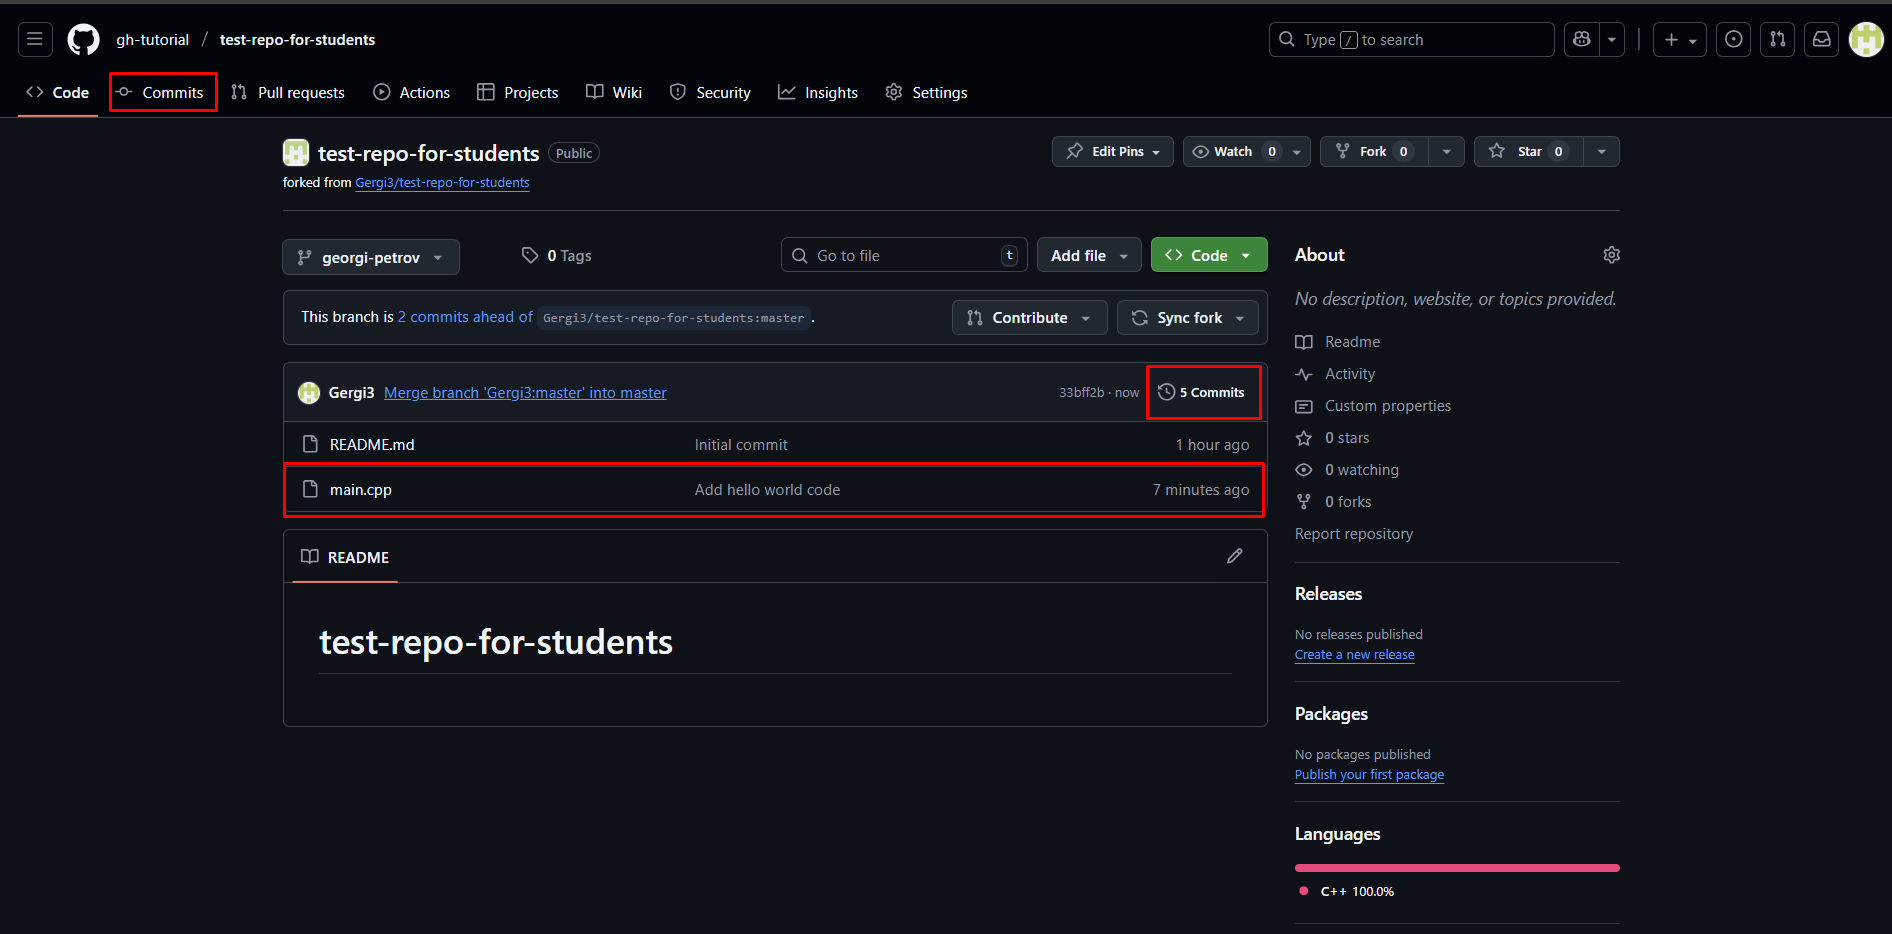 gh-tutorial / test-repo-for-students
Type / to search
Code Commits Pull requests Actions Projects Wiki Security Insights Settings
test-repo-for-students Public
Edit Pins Watch 0 Fork 0 Star 0
forked from Gergi3/test-repo-for-students
georgi-petrov 0 Tags Go to file t Add file Code
This branch is 2 commits ahead of Gergi3/test-repo-for-students:master .
Contribute Sync fork
Gergi3 Merge branch 'Gergi3:master' into master 33bff2b · now 5 Commits
README.md Initial commit 1 hour ago
main.cpp Add hello world code 7 minutes ago
README
test-repo-for-students
About
No description, website, or topics provided.
Readme
Activity
Custom properties
0 stars
0 watching
0 forks
Report repository
Releases
No releases published
Create a new release
Packages
No packages published
Publish your first package
Languages
C++ 100.0%